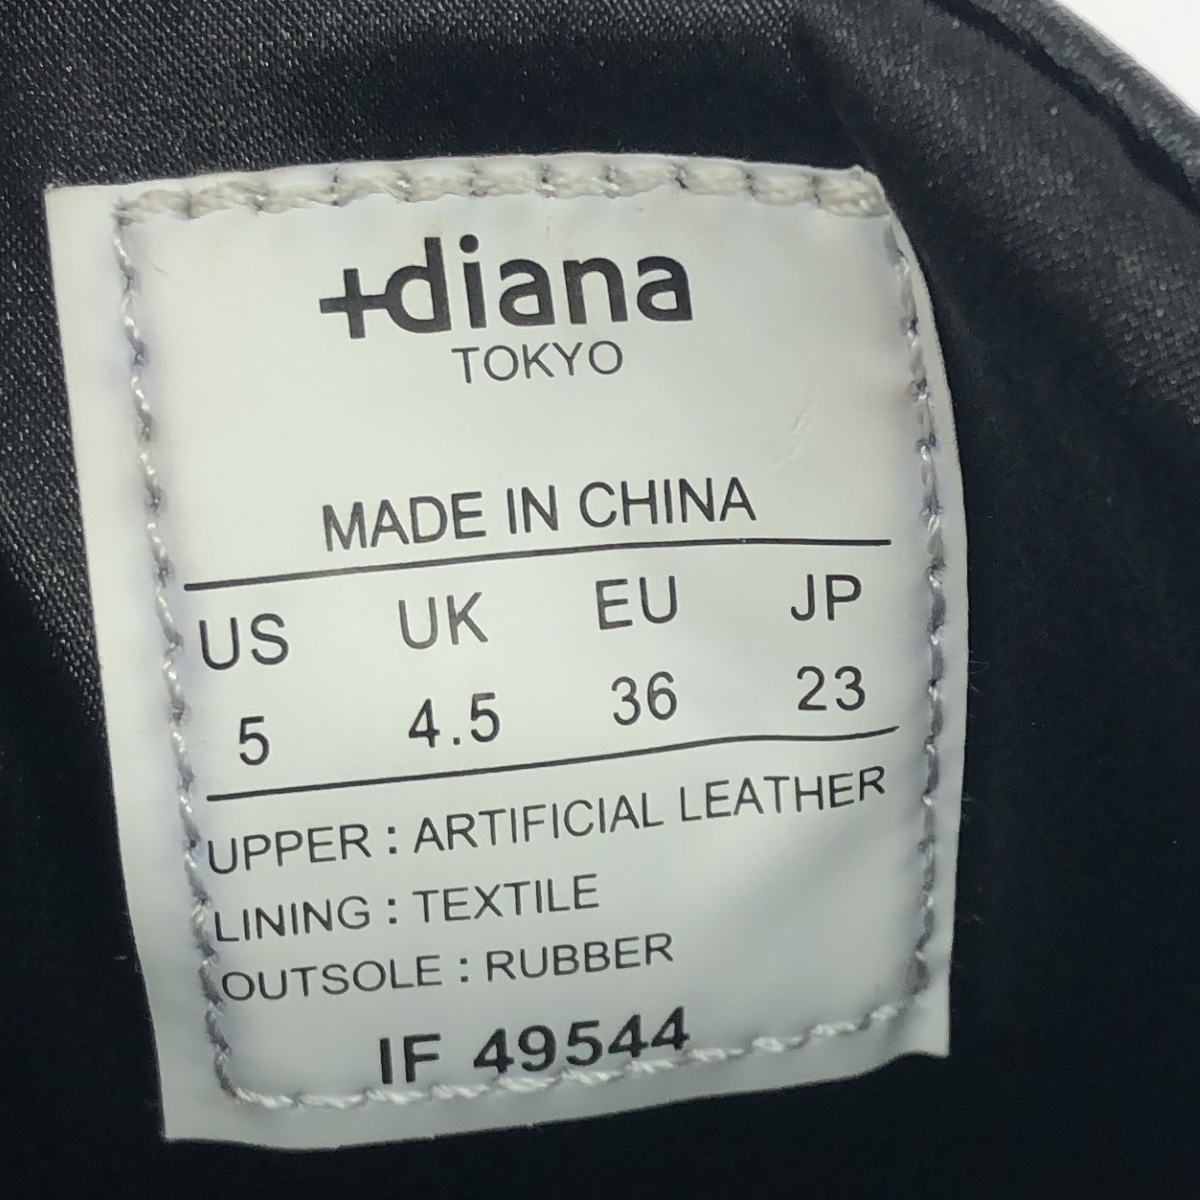 +diana
TOKYO
MADE IN CHINA
US UK EU JP
5 4.5 36 23
UPPER : ARTIFICIAL LEATHER
LINING : TEXTILE
OUTSOLE : RUBBER
IF 49544